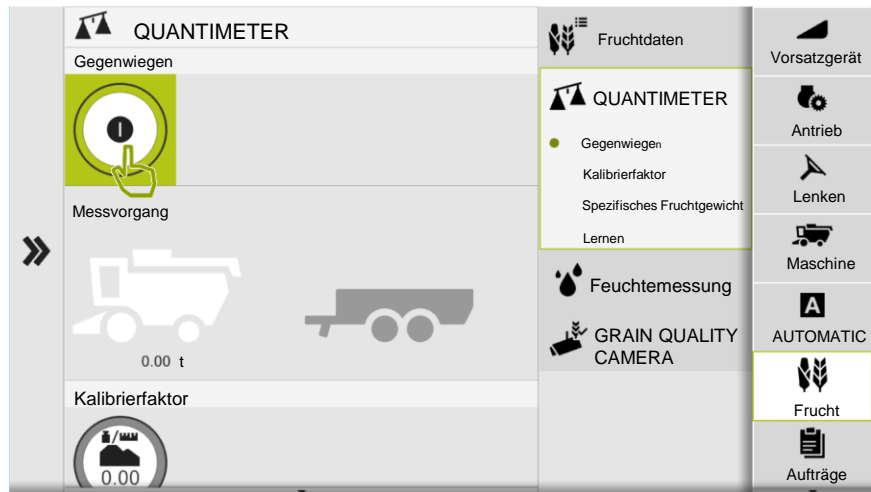 QUANTIMETER
Gegenwiegen
Messvorgang
0.00 t
Kalibrierfaktor
0.00
Fruchtdaten
QUANTIMETER
Gegenwiegen
Kalibrierfaktor
Spezifisches Fruchtgewicht
Lernen
Feuchtemessung
GRAIN QUALITY
CAMERA
Vorsatzgerät
Antrieb
Lenken
Maschine
A
AUTOMATIC
Frucht
Aufträge